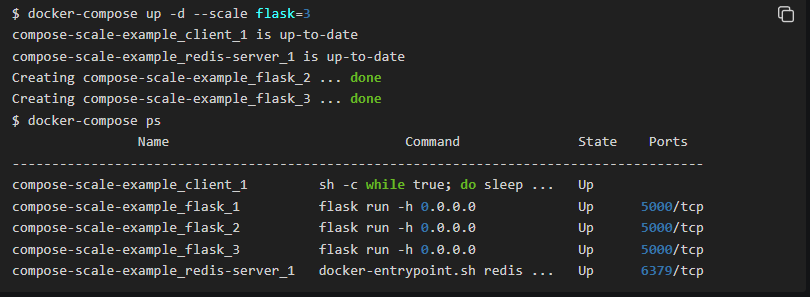 $ docker-compose up -d --scale flask=3
compose-scale-example_client_1 is up-to-date
compose-scale-example_redis-server_1 is up-to-date
Creating compose-scale-example_flask_2 ... done
Creating compose-scale-example_flask_3 ... done
$ docker-compose ps
Name Command State Ports
----------------------------------------------------------------------------------------
compose-scale-example_client_1 sh -c while true; do sleep ... Up
compose-scale-example_flask_1 flask run -h 0.0.0.0 Up 5000/tcp
compose-scale-example_flask_2 flask run -h 0.0.0.0 Up 5000/tcp
compose-scale-example_flask_3 flask run -h 0.0.0.0 Up 5000/tcp
compose-scale-example_redis-server_1 docker-entrypoint.sh redis ... Up 6379/tcp